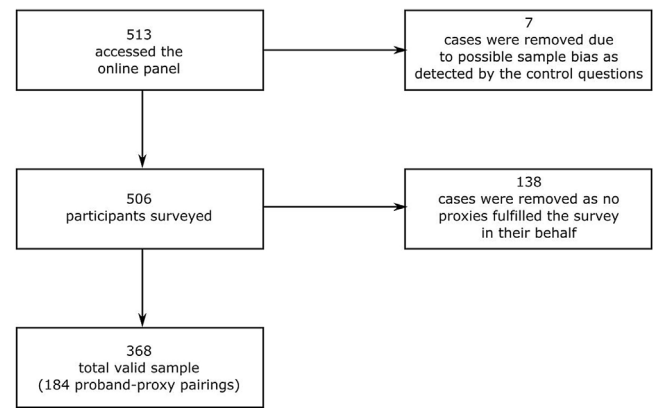 513
accessed the
online panel
7
cases were removed due
to possible sample bias as
detected by the control questions
506
participants surveyed
138
cases were removed as no
proxies fulfilled the survey
in their behalf
368
total valid sample
(184 proband-proxy pairings)